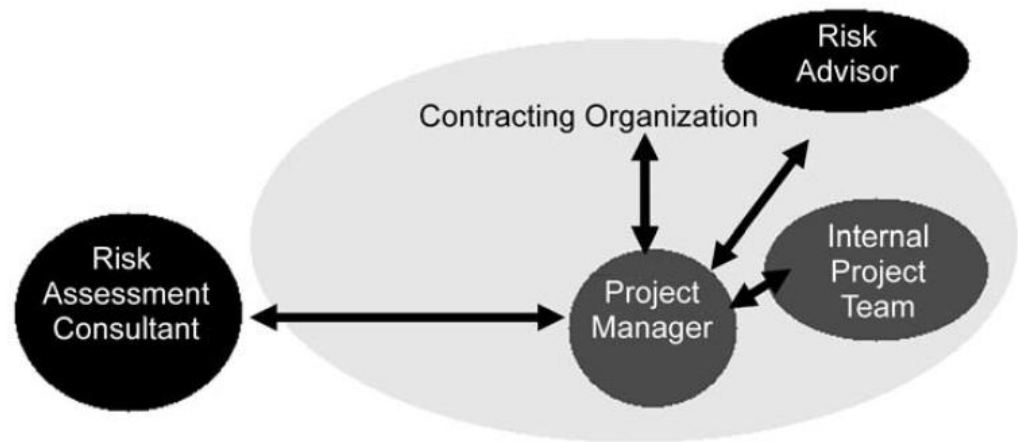 Risk
Advisor
Contracting Organization
Risk
Assessment
Consultant
Project
Manager
Internal
Project
Team